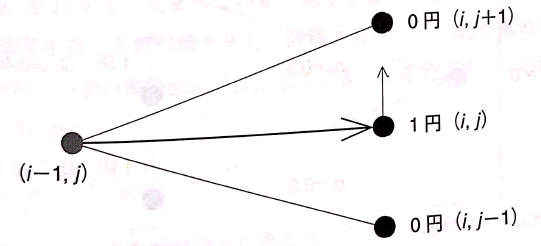 0円 (i, j+1)
1円 (i, j)
(i−1, j)
0円 (i, j−1)